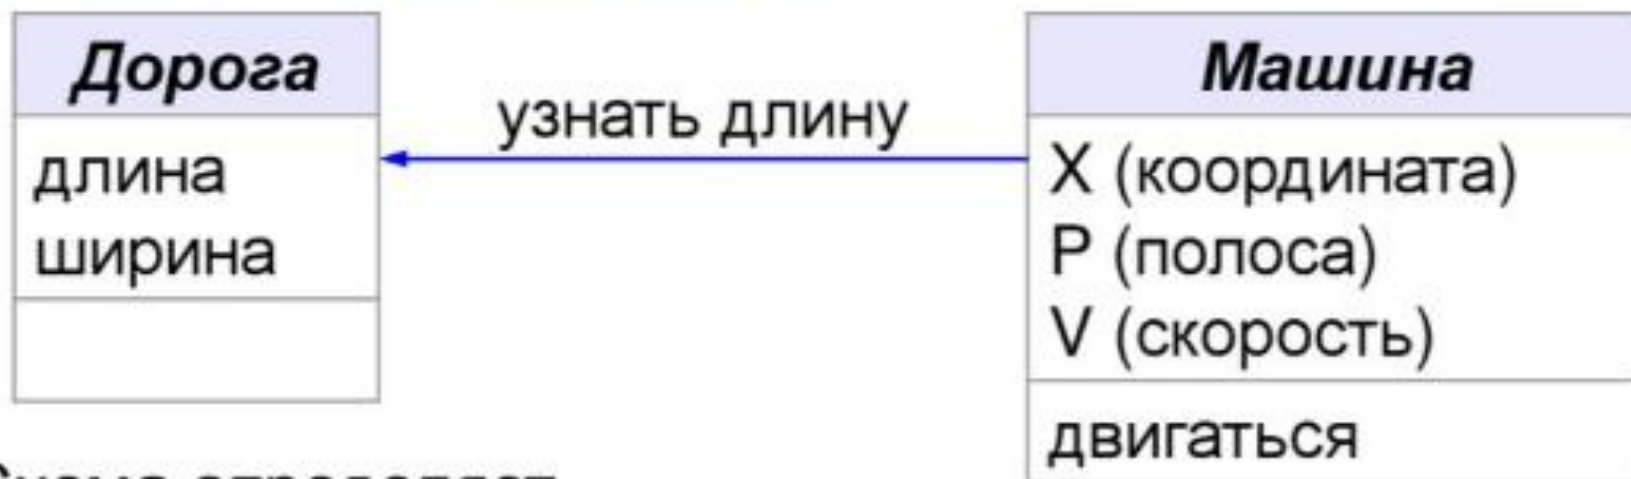 Дорога
длина
ширина
узнать длину
Машина
X (координата)
P (полоса)
V (скорость)
двигаться